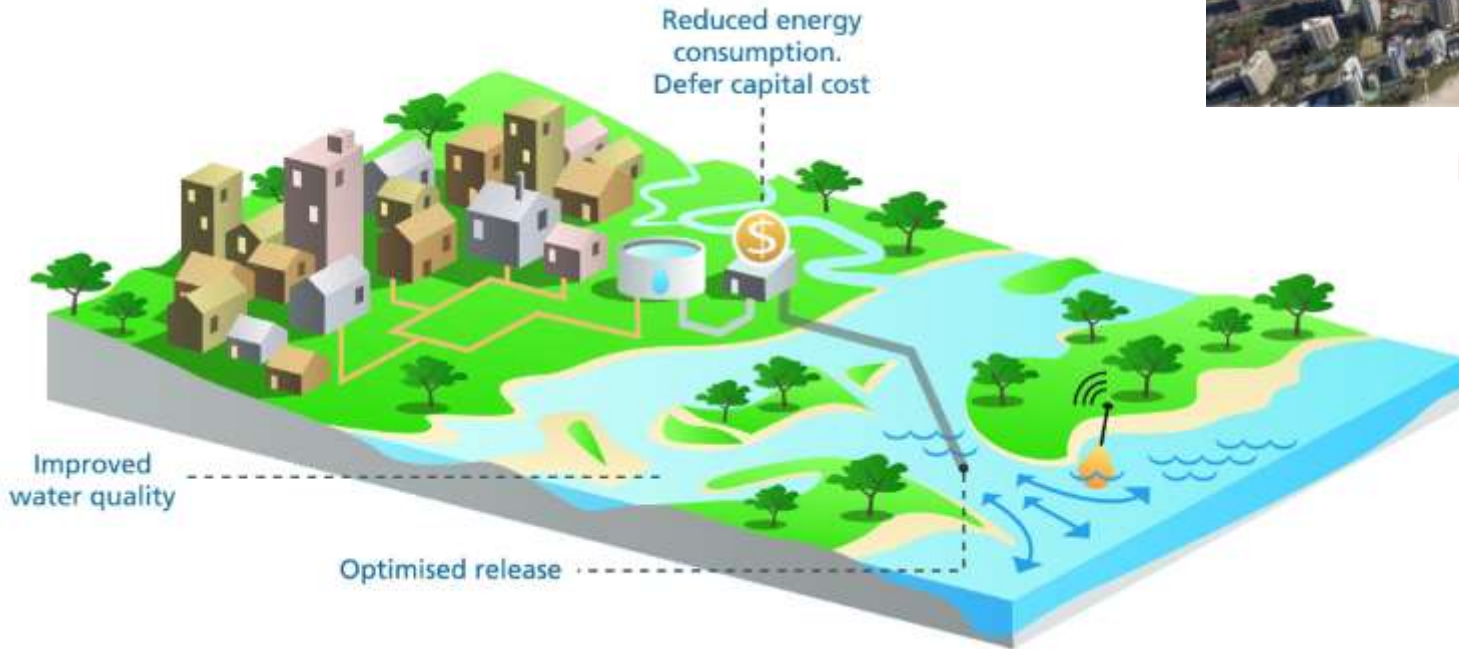 Reduced energy
consumption.
Defer capital cost
$
Improved
water quality
Optimised release